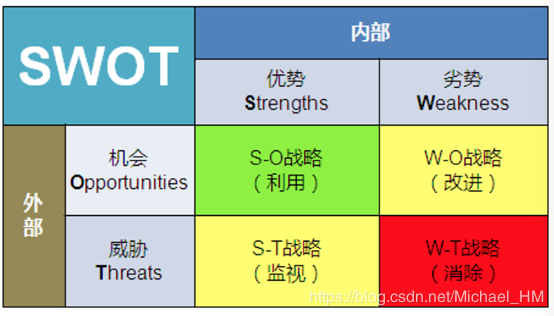 SWOT
内部
优势
Strengths
劣势
Weakness
外部
机会
Opportunities
S-O战略
(利用)
W-O战略
(改进)
威胁
Threats
S-T战略
(监视)
W-T战略
(消除)
https://blog.csdn.net/Michael_HM